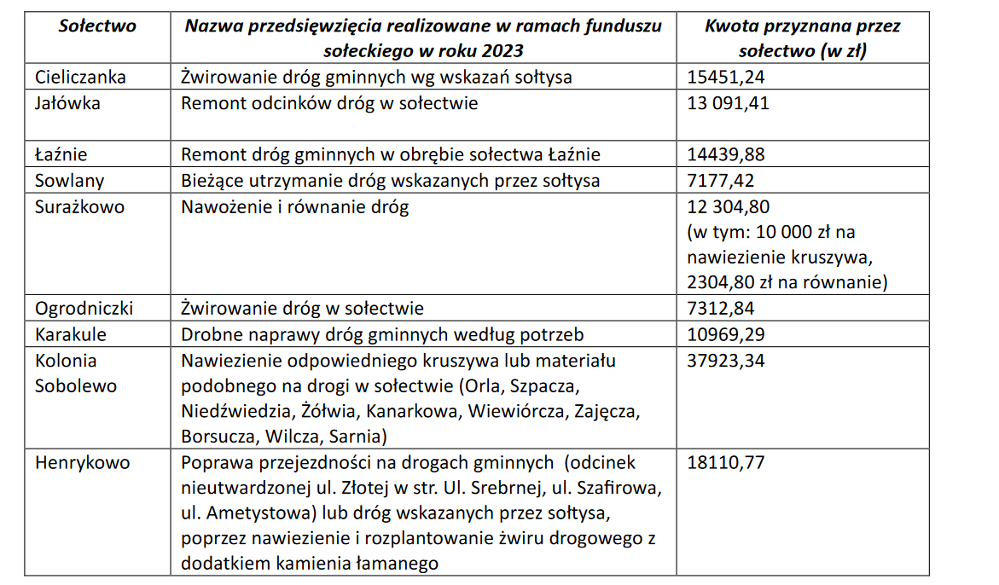 Sołectwo
Nazwa przedsięwzięcia realizowane w ramach funduszu
sołeckiego w roku 2023
Kwota przyznana przez
sołectwo (w zł)
Cieliczanka
Żwirowanie dróg gminnych wg wskazań sołtysa
15451,24
Jałówka
Remont odcinków dróg w sołectwie
13 091,41
Łaźnie
Remont dróg gminnych w obrębie sołectwa Łaźnie
14439,88
Sowlany
Bieżące utrzymanie dróg wskazanych przez sołtysa
7177,42
Surażkowo
Nawożenie i równanie dróg
12 304,80
(w tym: 10 000 zł na
nawiezienie kruszywa,
2304,80 zł na równanie)
Ogrodniczki
Żwirowanie dróg w sołectwie
7312,84
Karakule
Drobne naprawy dróg gminnych według potrzeb
10969,29
Kolonia
Sobolewo
Nawiezienie odpowiedniego kruszywa lub materiału
podobnego na drogi w sołectwie (Orla, Szpacza,
Niedźwiedzia, Żółwia, Kanarkowa, Wiewiórcza, Zajęcza,
Borsucza, Wilcza, Sarnia)
37923,34
Henrykowo
Poprawa przejezdności na drogach gminnych (odcinek
nieutwardzonej ul. Złotej w str. Ul. Srebrnej, ul. Szafirowa,
ul. Ametystowa) lub dróg wskazanych przez sołtysa,
poprzez nawiezienie i rozplantowanie żwiru drogowego z
dodatkiem kamienia łamanego
18110,77